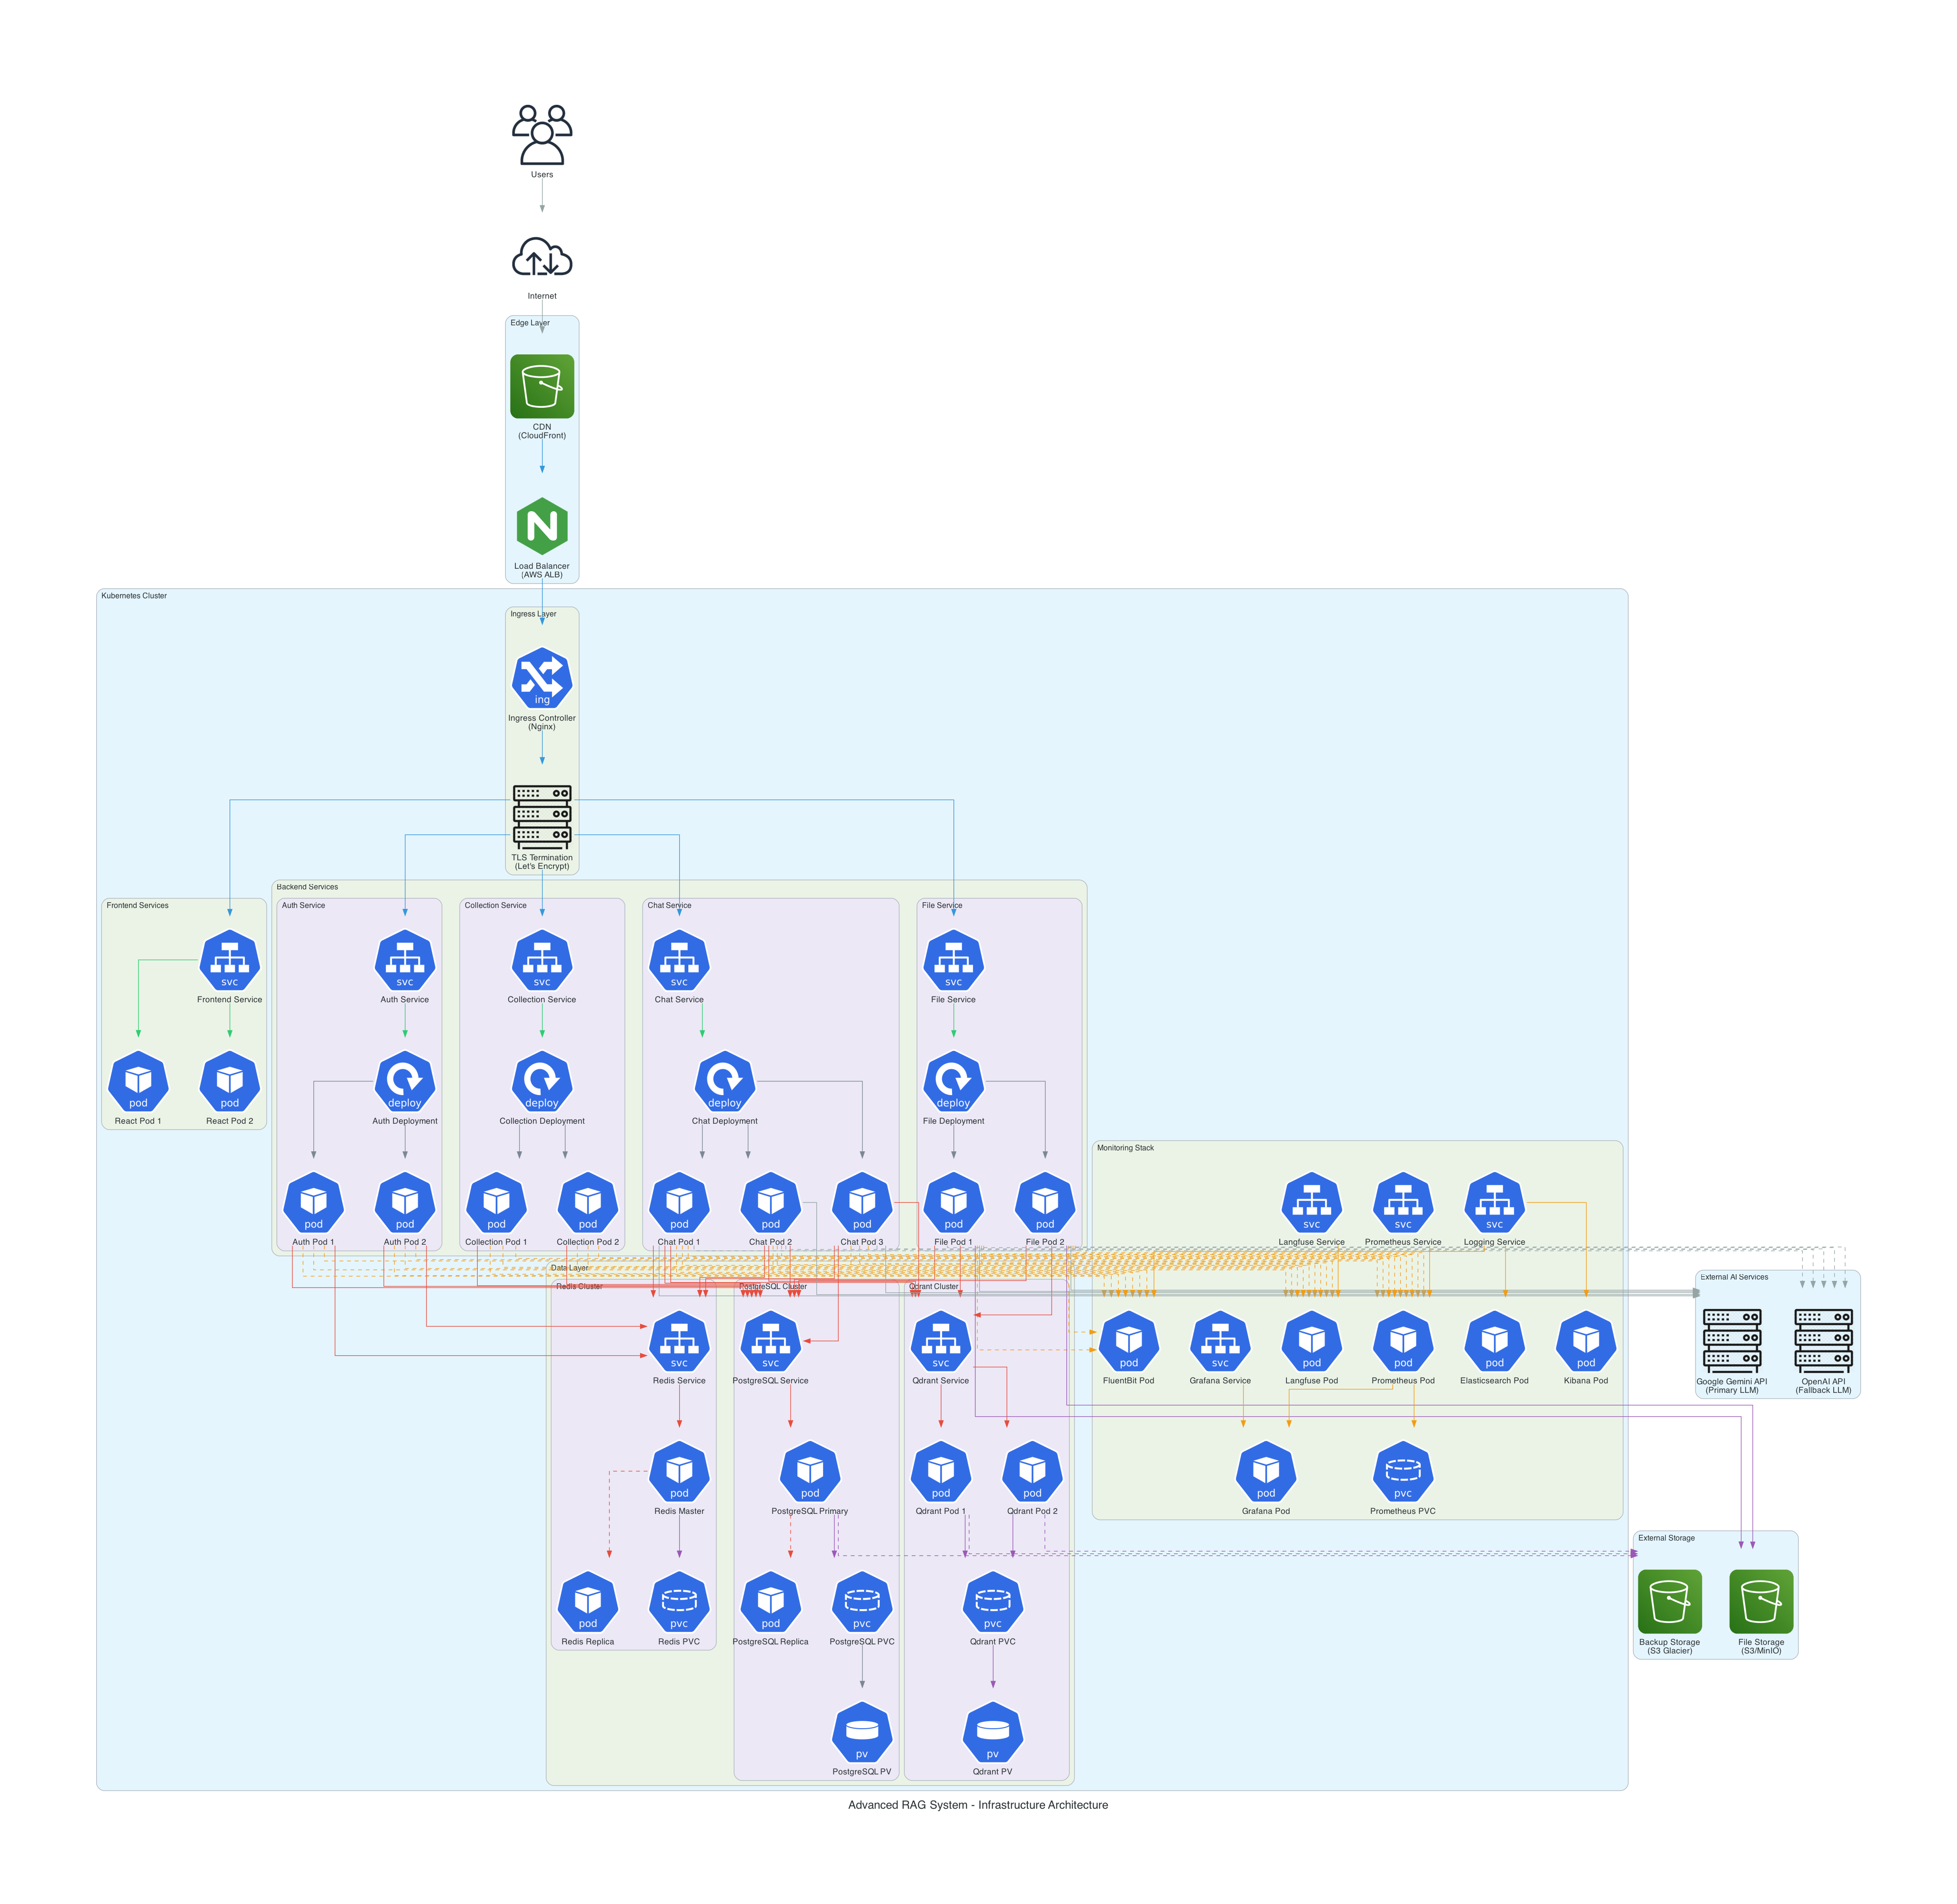 Users
Internet
Edge Layer
CDN
(CloudFront)
Load Balancer
(AWS ALB)
Kubernetes Cluster
Ingress Layer
ing
Ingress Controller
(Nginx)
TLS Termination
(Let's Encrypt)
Backend Services
Frontend Services
Auth Service
Collection Service
Chat Service
File Service
svc
svc
svc
svc
svc
Frontend Service
Auth Service
Collection Service
Chat Service
File Service
pod
pod
deploy
deploy
deploy
deploy
React Pod 1
React Pod 2
Auth Deployment
Collection Deployment
Chat Deployment
File Deployment
Monitoring Stack
pod
pod
pod
pod
pod
pod
pod
pod
pod
svc
svc
svc
Auth Pod 1
Auth Pod 2
Collection Pod 1
Collection Pod 2
Chat Pod 1
Chat Pod 2
Chat Pod 3
File Pod 1
File Pod 2
Langfuse Service
Prometheus Service
Logging Service
Data Layer
External AI Services
Redis Cluster
PostgreSQL Cluster
Qdrant Cluster
svc
svc
svc
pod
svc
pod
pod
pod
pod
Redis Service
PostgreSQL Service
Qdrant Service
FluentBit Pod
Grafana Service
Langfuse Pod
Prometheus Pod
Elasticsearch Pod
Kibana Pod
Google Gemini API
(Primary LLM)
OpenAI API
(Fallback LLM)
pod
pod
pod
pod
pod
pvc
Redis Master
PostgreSQL Primary
Qdrant Pod 1
Qdrant Pod 2
Grafana Pod
Prometheus PVC
External Storage
pod
pvc
pod
pvc
pvc
Redis Replica
Redis PVC
PostgreSQL Replica
PostgreSQL PVC
Qdrant PVC
Backup Storage
(S3 Glacier)
File Storage
(S3/MinIO)
pv
pv
PostgreSQL PV
Qdrant PV
Advanced RAG System - Infrastructure Architecture